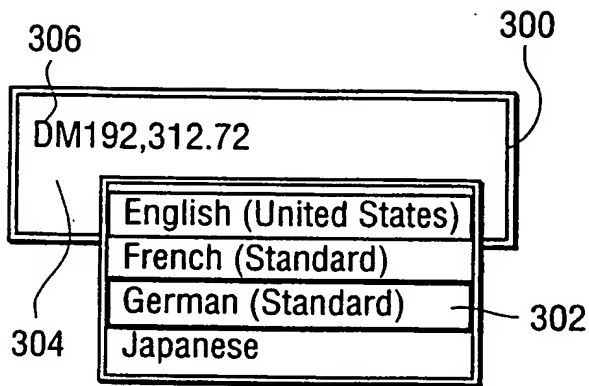 306
300
DM192,312.72
English (United States)
French (Standard)
German (Standard)
302
304
Japanese